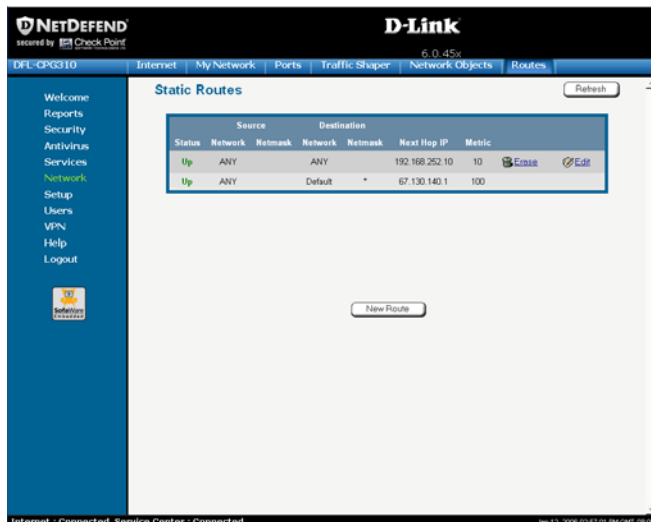 NETDEFEND
secured by Check Point
D-Link
6.0.45x
DFL-CPG310
Internet | My Network | Ports | Traffic Shaper | Network Objects | Routes
Static Routes
Refresh
Welcome
Reports
Security
Antivirus
Services
Network
Setup
Users
VPN
Help
Logout
Source Destination
Status Network Netmask Network Netmask Next Hop IP Metric
Up ANY ANY 192.168.252.10 10 Erase Edit
Up ANY Default * 67.130.140.1 100
New Route
SofaWare
Embedded
Internet : Connected, Service Center : Connected